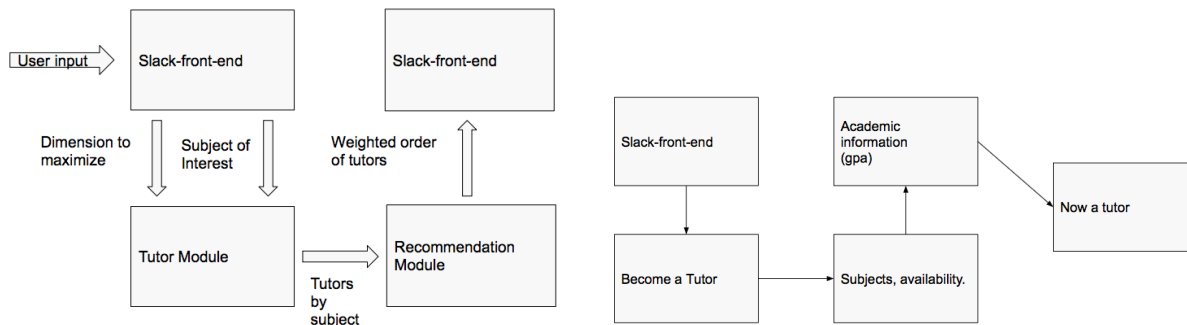 User input
Slack-front-end
Slack-front-end
Dimension to
maximize
Subject of
Interest
Weighted order
of tutors
Tutor Module
Recommendation
Module
Tutors
by
subject
Slack-front-end
Academic
information
(gpa)
Now a tutor
Become a Tutor
Subjects, availability.